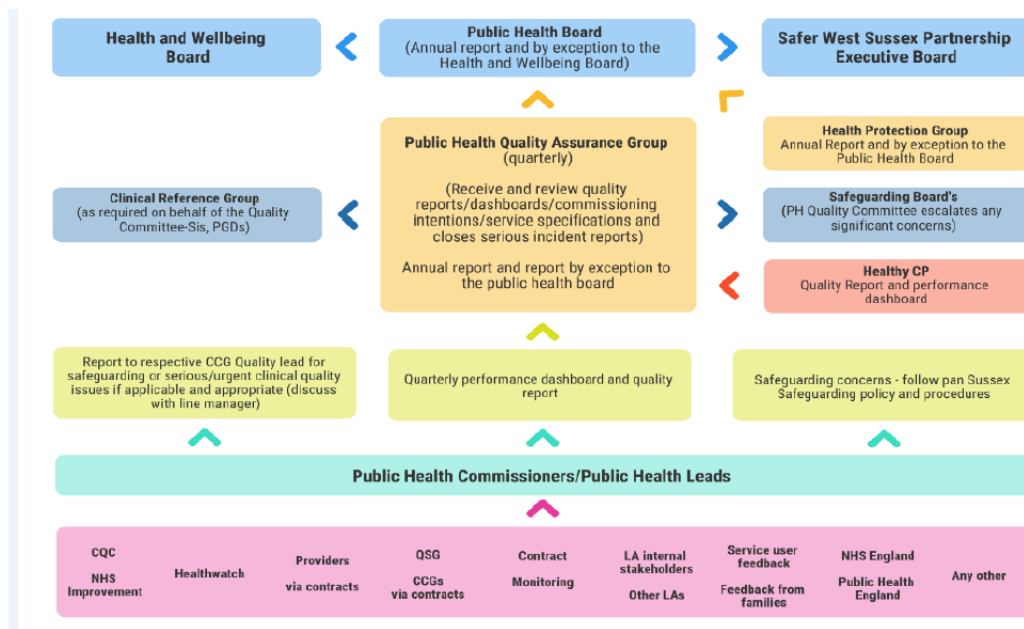 Health and Wellbeing
Board
Public Health Board
(Annual report and by exception to the
Health and Wellbeing Board)
Safer West Sussex Partnership
Executive Board
Public Health Quality Assurance Group
(quarterly)
(Receive and review quality
reports/dashboards/commissioning
intentions/service specifications and
closes serious incident reports)
Annual report and report by exception to
the public health board
Health Protection Group
Annual Report and by exception to the
Public Health Board
Clinical Reference Group
(as required on behalf of the Quality
Committee-Sis, PGDs)
Safeguarding Board's
(PH Quality Committee escalates any
significant concerns)
Healthy CP
Quality Report and performance
dashboard
Report to respective CCG Quality lead for
safeguarding or serious/urgent clinical quality
issues if applicable and appropriate (discuss
with line manager)
Quarterly performance dashboard and quality
report
Safeguarding concerns - follow pan Sussex
Safeguarding policy and procedures
Public Health Commissioners/Public Health Leads
CQC
NHS
Improvement
Healthwatch
Providers
via contracts
QSG
CCGs
via contracts
Contract
Monitoring
LA internal
stakeholders
Other LAs
Service user
feedback
Feedback from
families
NHS England
Public Health
England
Any other